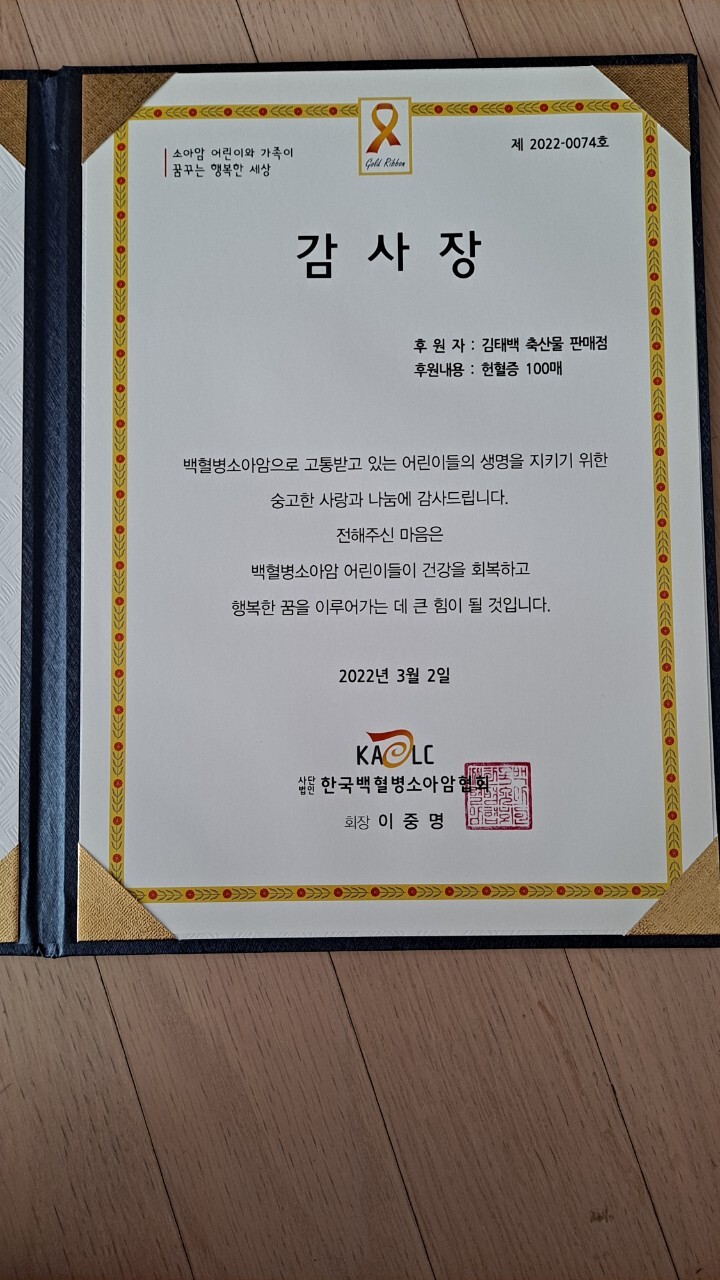 소아암 어린이와 가족이
꿈꾸는 행복한 세상
Gold Ribbon
제 2022-0074호
감 사 장
후 원 자 : 김태백 축산물 판매점
후원내용 : 헌혈증 100매
백혈병소아암으로 고통받고 있는 어린이들의 생명을 지키기 위한
숭고한 사랑과 나눔에 감사드립니다.
전해주신 마음은
백혈병소아암 어린이들이 건강을 회복하고
행복한 꿈을 이루어가는 데 큰 힘이 될 것입니다.
2022년 3월 2일
KACLC
사단법인 한국백혈병소아암협회
회장 이 중 명